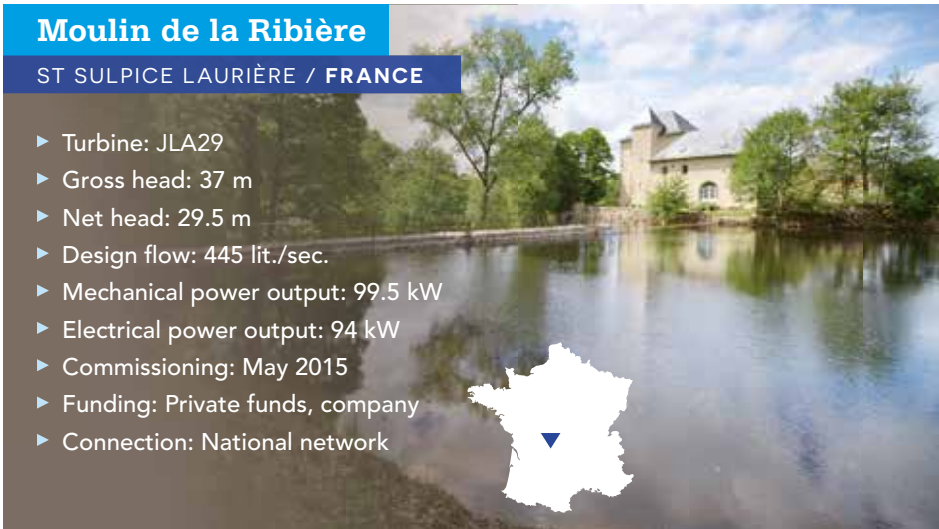 Moulin de la Ribière
ST SULPICE LAURIÈRE / FRANCE
Turbine: JLA29
Gross head: 37 m
Net head: 29.5 m
Design flow: 445 lit./sec.
Mechanical power output: 99.5 kW
Electrical power output: 94 kW
Commissioning: May 2015
Funding: Private funds, company
Connection: National network